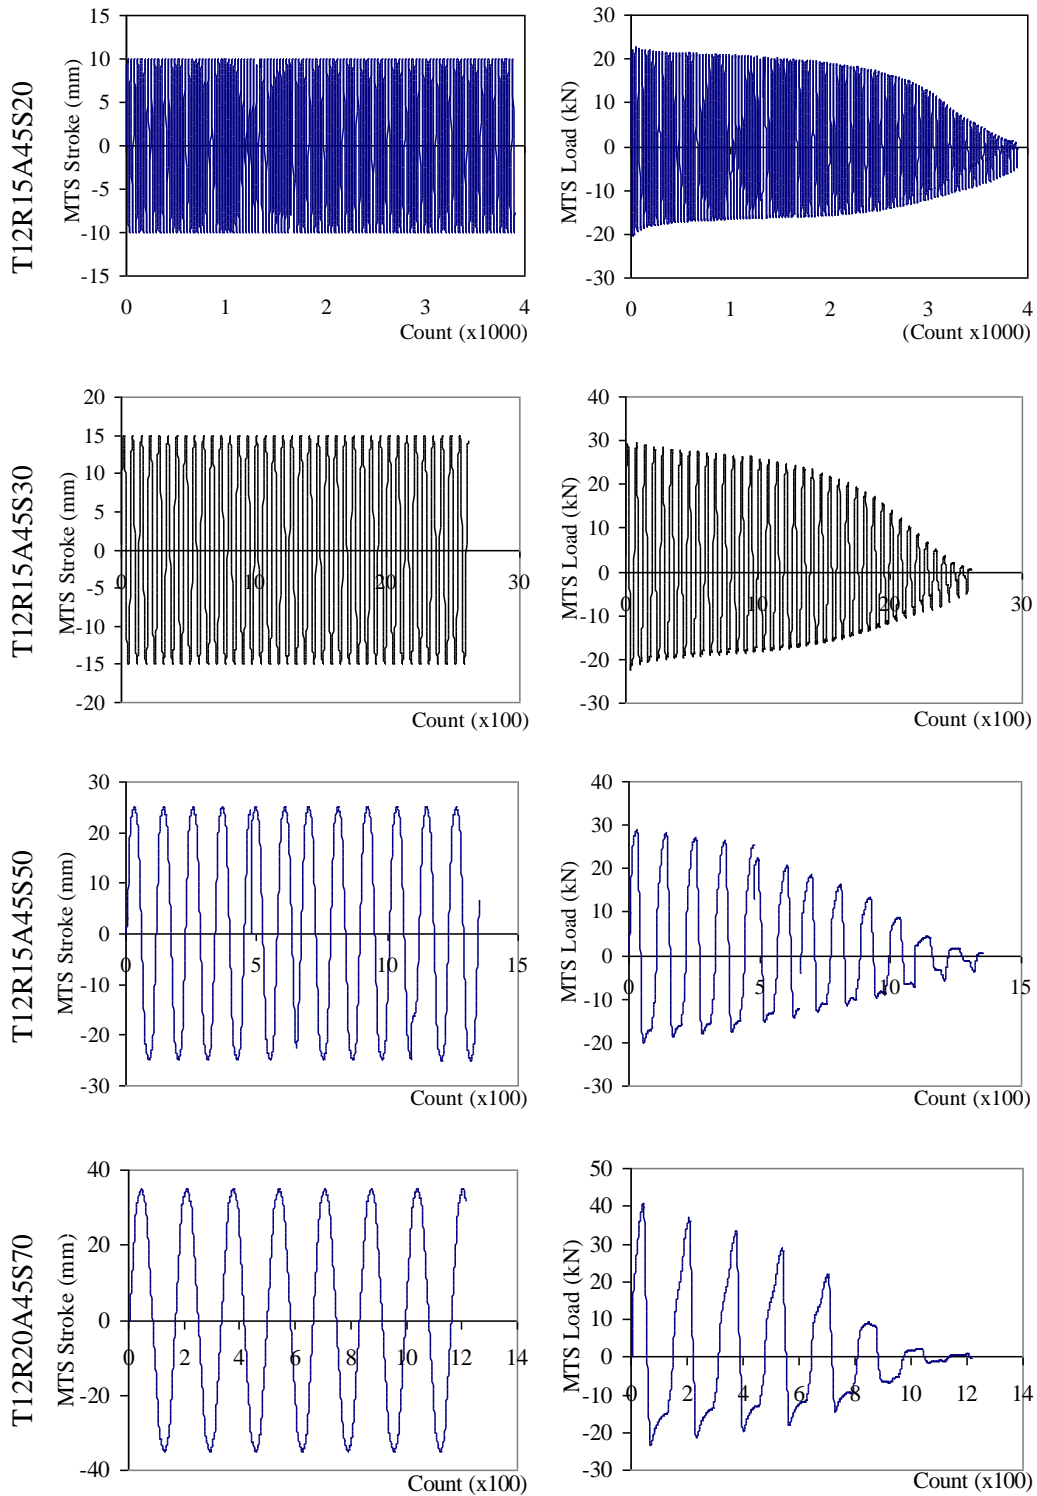 T12R15A45S20
MTS Stroke (mm)
15
10
5
0
-5
-10
-15
0 1 2 3 4
Count (x1000)
MTS Load (kN)
30
20
10
0
-10
-20
-30
0 1 2 3 4
(Count x1000)
T12R15A45S30
MTS Stroke (mm)
20
15
10
5
0
-5
-10
-15
-20
0 10 20 30
Count (x100)
MTS Load (kN)
40
30
20
10
0
-10
-20
-30
0 10 20 30
Count (x100)
T12R15A45S50
MTS Stroke (mm)
30
20
10
0
-10
-20
-30
0 5 10 15
Count (x100)
MTS Load (kN)
40
30
20
10
0
-10
-20
-30
0 5 10 15
Count (x100)
T12R20A45S70
MTS Stroke (mm)
40
20
0
-20
-40
0 2 4 6 8 10 12 14
Count (x100)
MTS Load (kN)
50
40
30
20
10
0
-10
-20
-30
0 2 4 6 8 10 12 14
Count (x100)